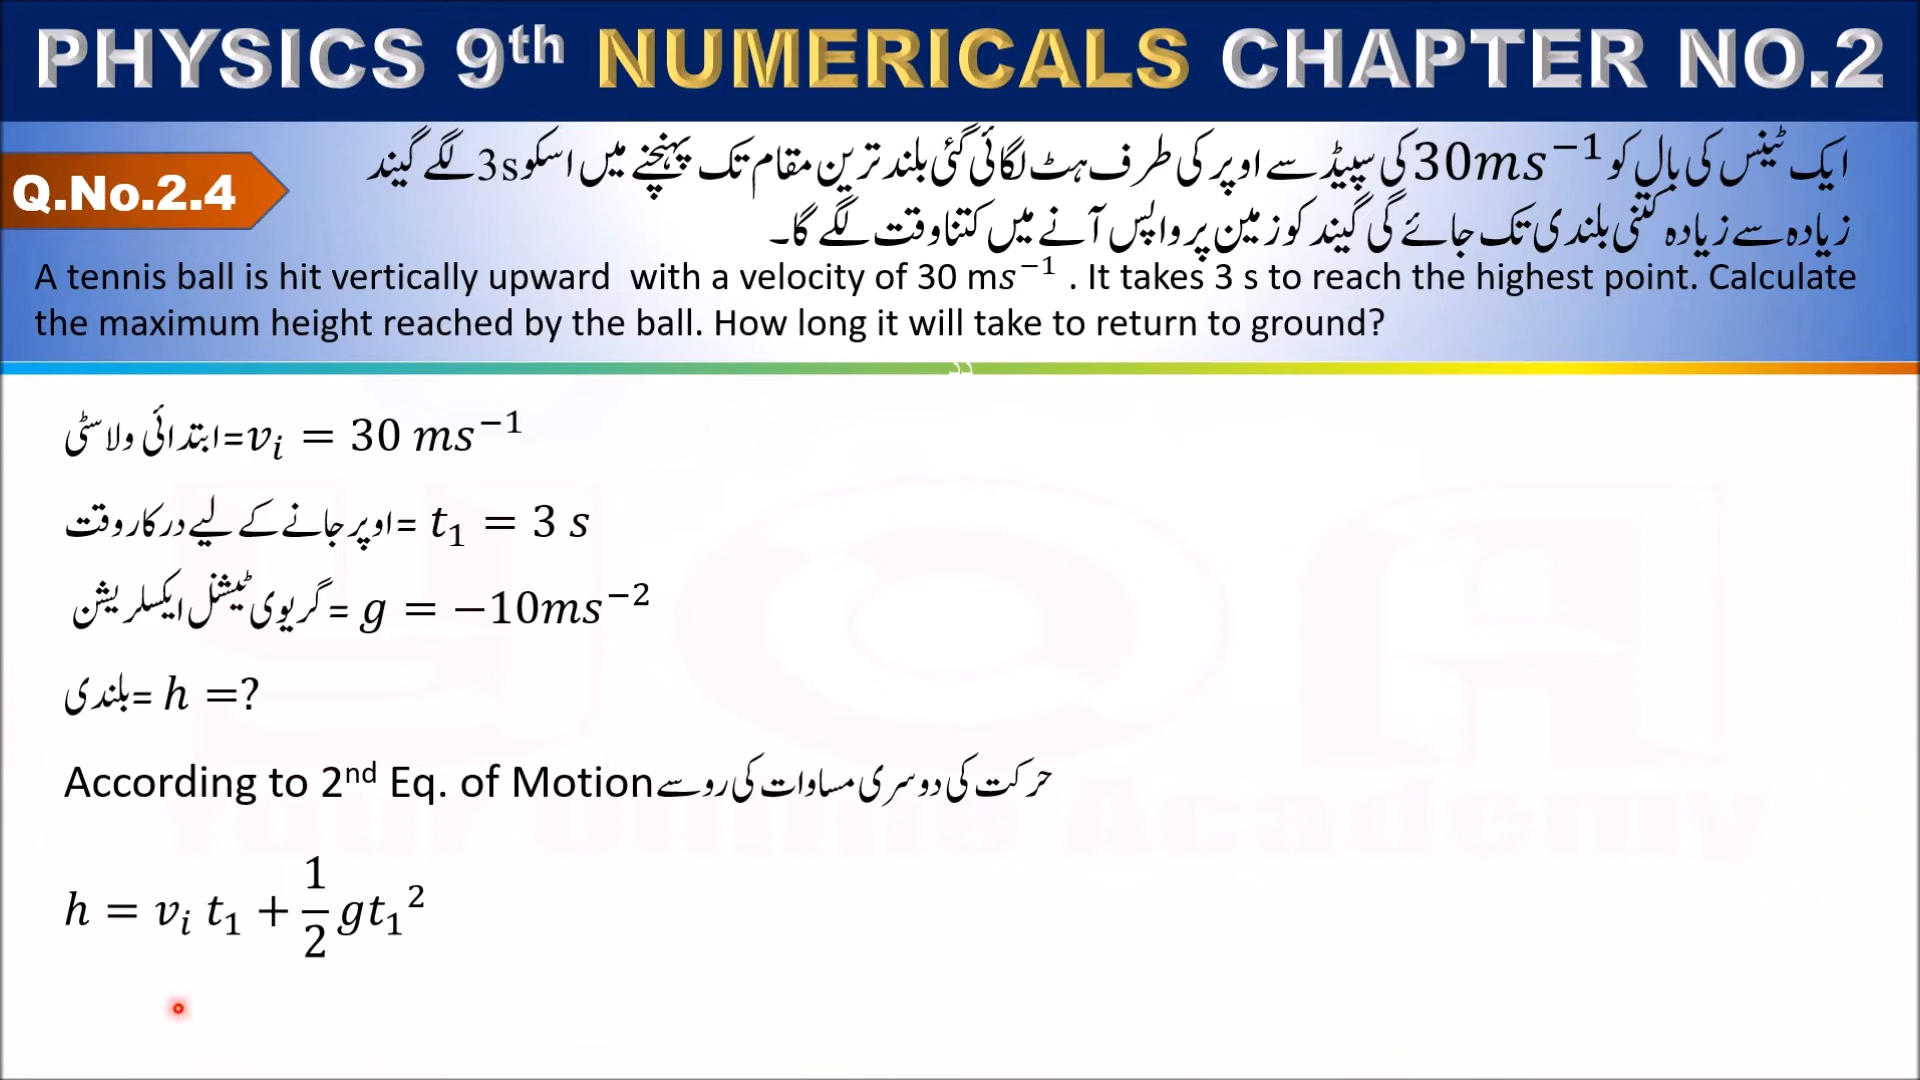 PHYSICS 9th NUMERICALS CHAPTER NO.2
Q.No.2.4
ایک ٹینس کی بال کو 30ms⁻¹ کی سپیڈ سے اوپر کی طرف ہٹ لگائی گئی بلند ترین مقام تک پہنچنے میں اسکو 3s لگے گیند
زیادہ سے زیادہ کتنی بلندی تک جائے گی گیند کو زمین پر واپس آنے میں کتنا وقت لگے گا۔
A tennis ball is hit vertically upward with a velocity of 30 ms⁻¹ . It takes 3 s to reach the highest point. Calculate
the maximum height reached by the ball. How long it will take to return to ground?
ابتدائی ولاسٹی= vᵢ = 30 ms⁻¹
اوپر جانے کے لیے درکار وقت= t₁ = 3 s
گریوی ٹیشنل ایکسلریشن= g = −10ms⁻²
بلندی= h =?
According to 2nd Eq. of Motion حرکت کی دوسری مساوات کی رو سے
h = vᵢ t₁ + 1/2 gt₁²
Your Online Academy